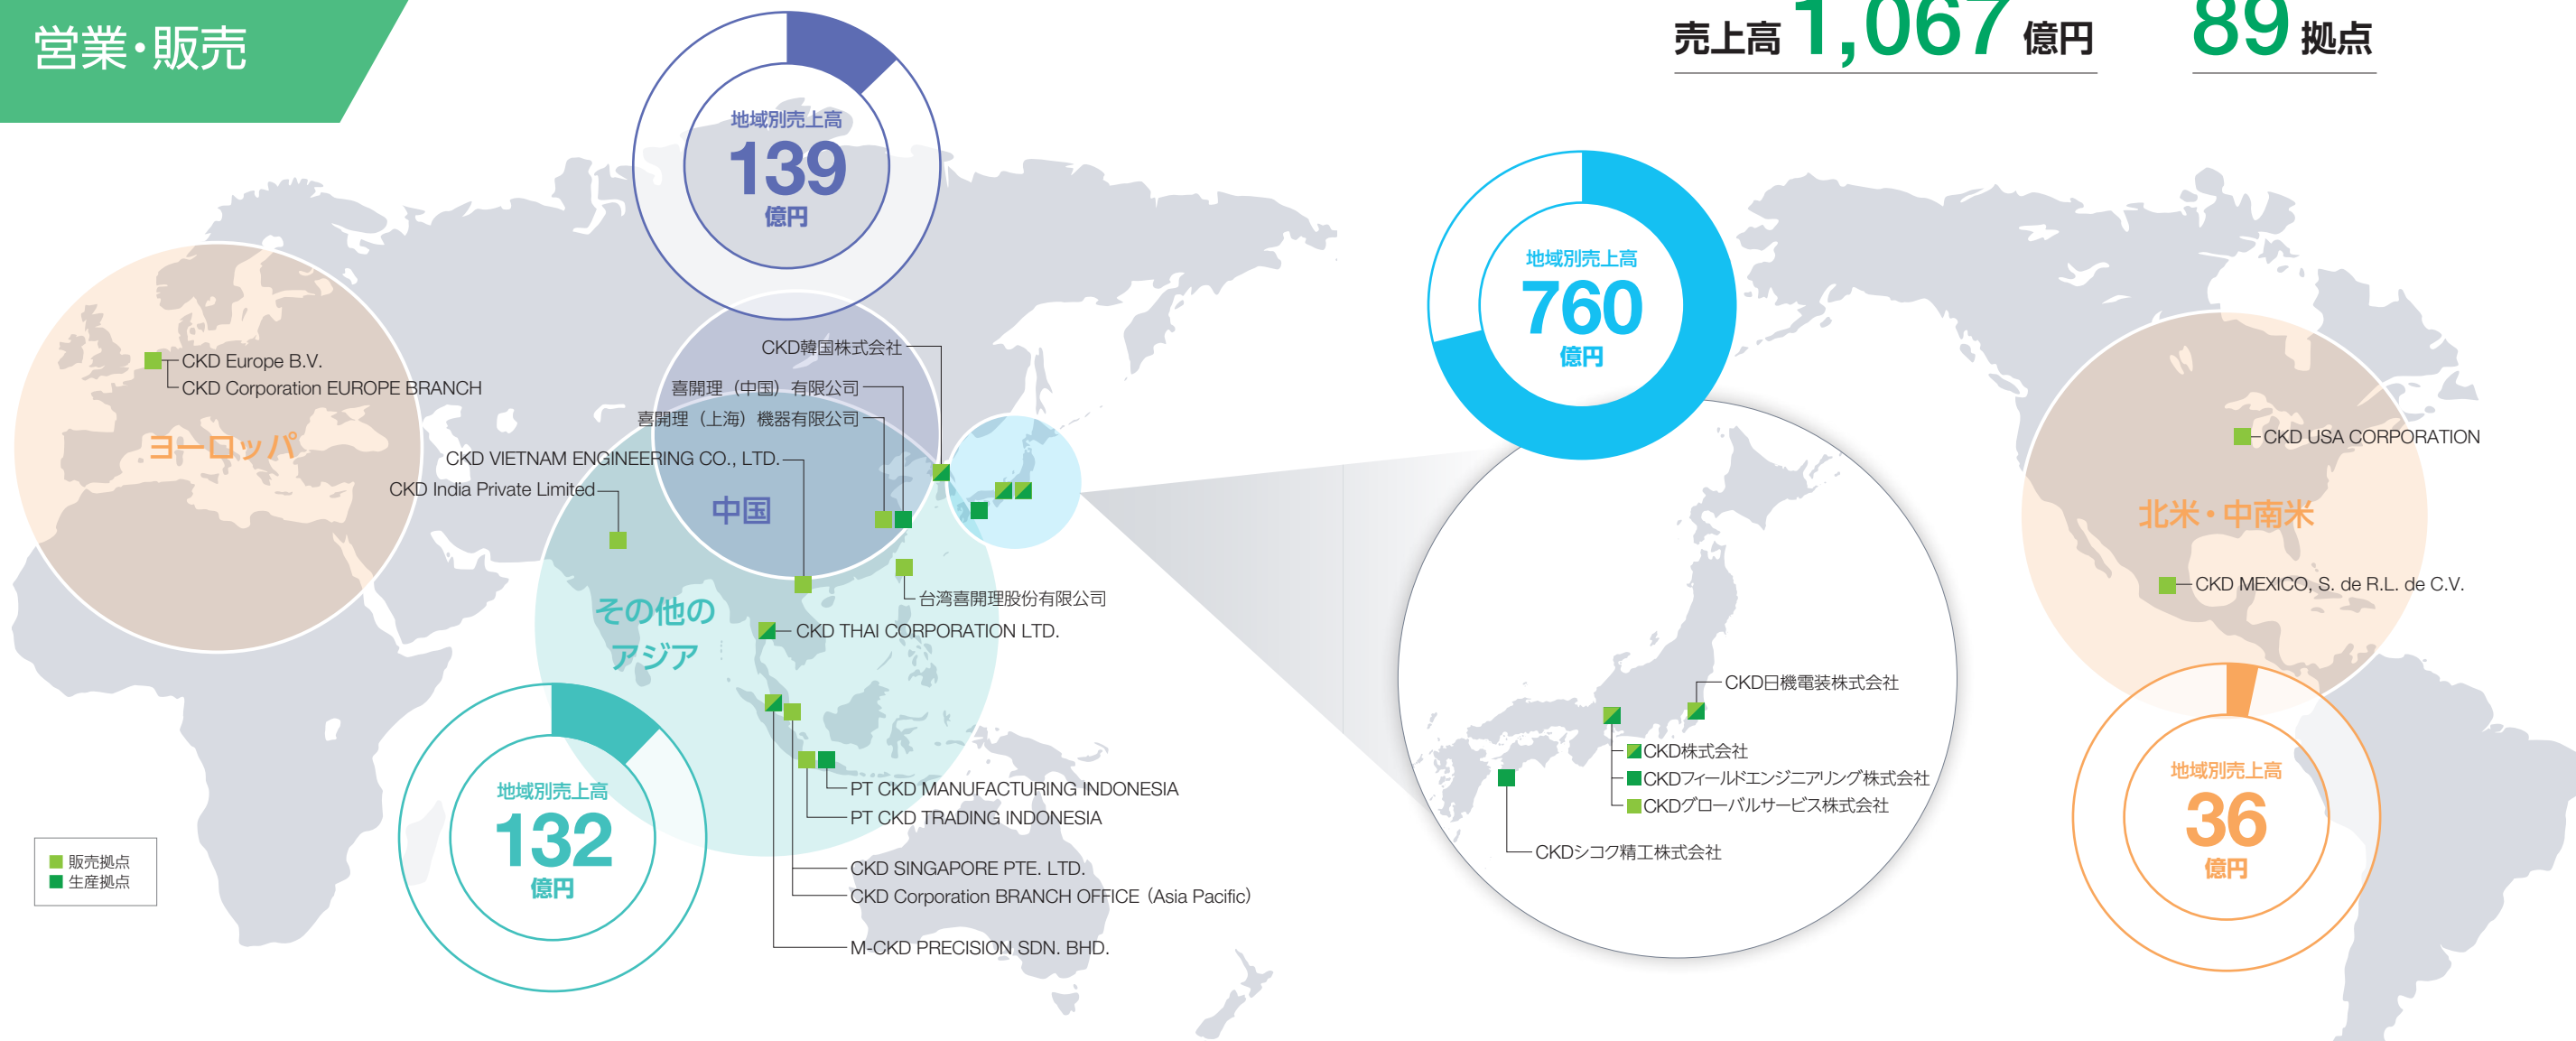 営業・販売
売上高 1,067 億円
89 拠点
地域別売上高
139
億円
地域別売上高
760
億円
CKD韓国株式会社
喜開理（中国）有限公司
喜開理（上海）機器有限公司
CKD VIETNAM ENGINEERING CO., LTD.
CKD India Private Limited
CKD Europe B.V.
CKD Corporation EUROPE BRANCH
ヨーロッパ
中国
その他の
アジア
台湾喜開理股份有限公司
CKD THAI CORPORATION LTD.
PT CKD MANUFACTURING INDONESIA
PT CKD TRADING INDONESIA
CKD SINGAPORE PTE. LTD.
CKD Corporation BRANCH OFFICE（Asia Pacific）
M-CKD PRECISION SDN. BHD.
地域別売上高
132
億円
販売拠点
生産拠点
CKD日機電装株式会社
CKD株式会社
CKDフィールドエンジニアリング株式会社
CKDグローバルサービス株式会社
CKDシコク精工株式会社
CKD USA CORPORATION
北米・中南米
CKD MEXICO, S. de R.L. de C.V.
地域別売上高
36
億円